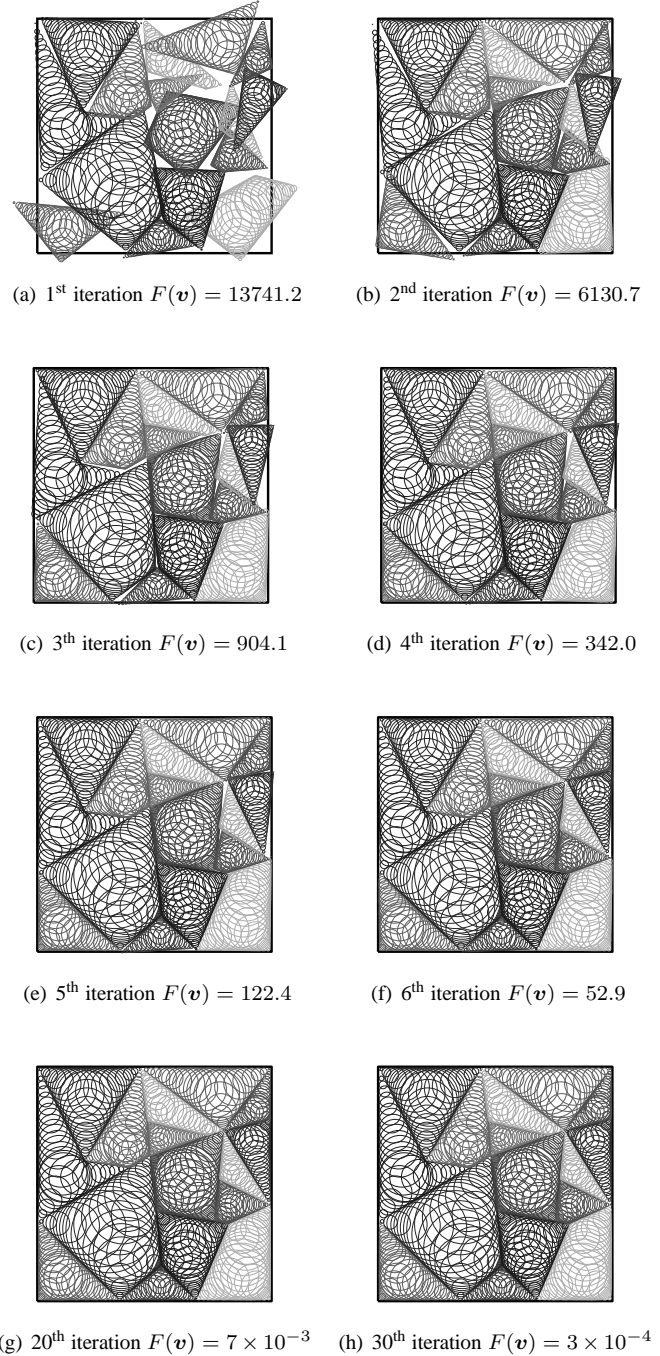 (a) 1st iteration F(v) = 13741.2
(b) 2nd iteration F(v) = 6130.7
(c) 3th iteration F(v) = 904.1
(d) 4th iteration F(v) = 342.0
(e) 5th iteration F(v) = 122.4
(f) 6th iteration F(v) = 52.9
(g) 20th iteration F(v) = 7 × 10⁻³
(h) 30th iteration F(v) = 3 × 10⁻⁴